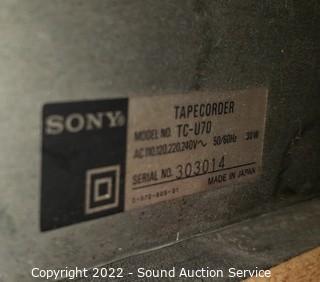 SONY®
TAPECORDER
MODEL NO. TC-U70
AC 110,120,220,240V~ 50/60Hz 30W
SERIAL NO. 303014
MADE IN JAPAN
Copyright 2022 - Sound Auction Service